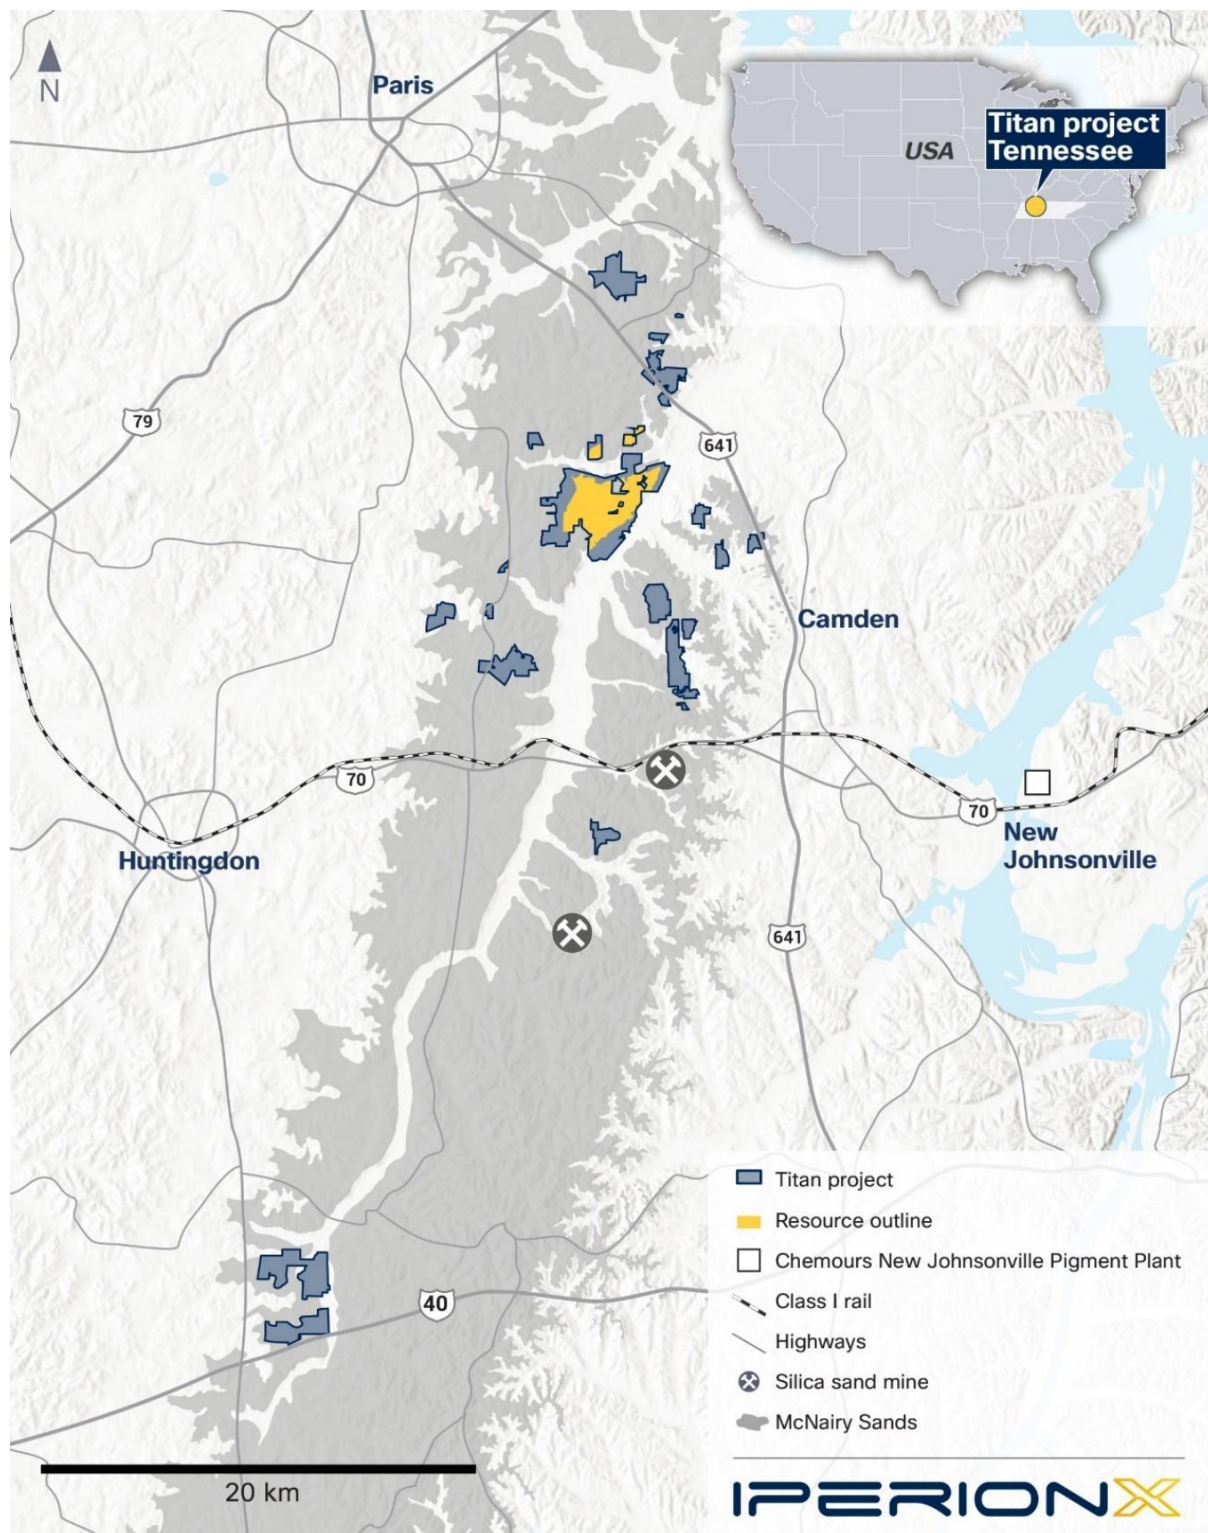 N
Paris
USA
Titan project
Tennessee
79
641
Camden
70
70
New
Johnsonville
Huntingdon
641
40
20 km
Titan project
Resource outline
Chemours New Johnsonville Pigment Plant
Class I rail
Highways
Silica sand mine
McNairy Sands
IPERIONX